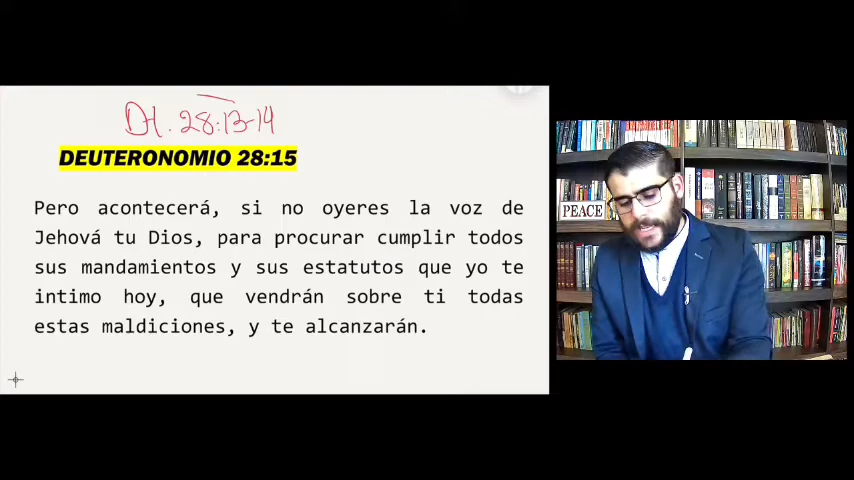 Dt. 28:13-14
DEUTERONOMIO 28:15
Pero acontecerá, si no oyeres la voz de
Jehová tu Dios, para procurar cumplir todos
sus mandamientos y sus estatutos que yo te
intimo hoy, que vendrán sobre ti todas
estas maldiciones, y te alcanzarán.
PEACE